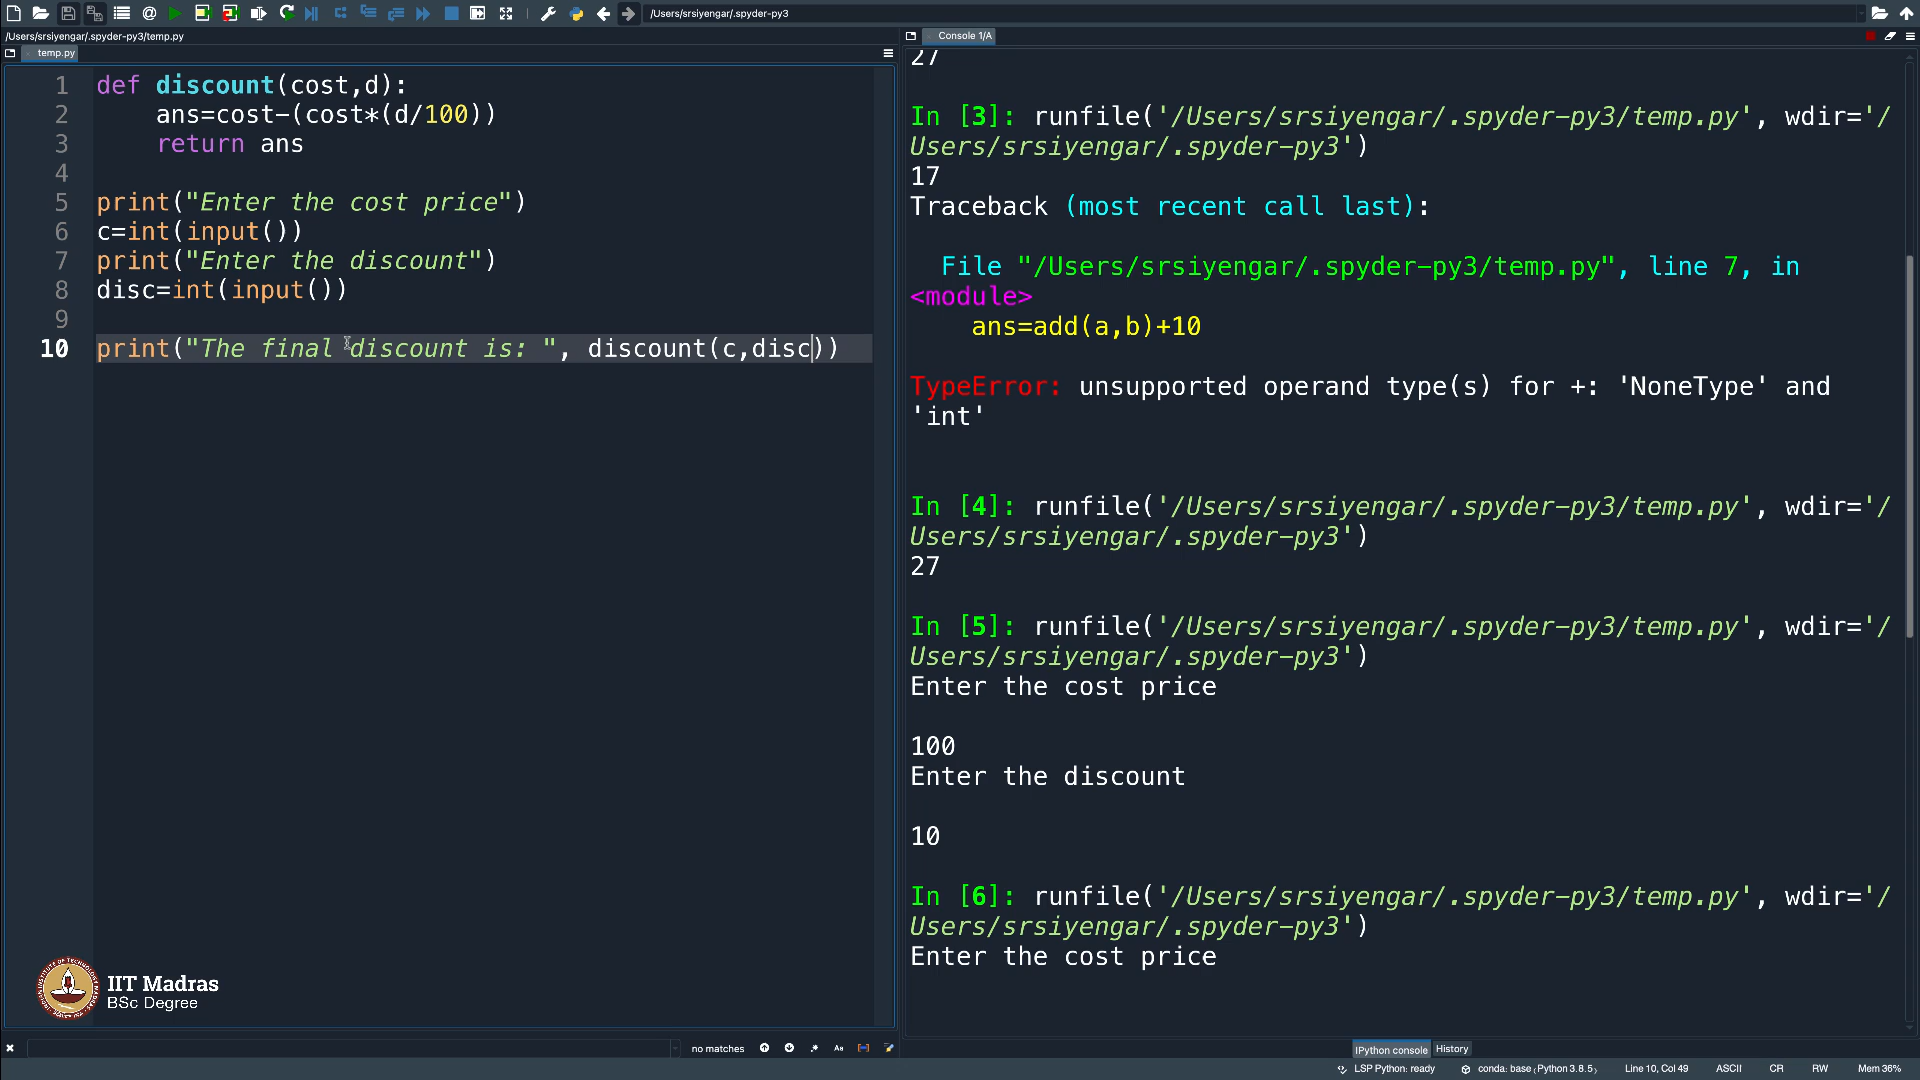 /Users/srsiyengar/.spyder-py3
/Users/srsiyengar/.spyder-py3/temp.py
temp.py
1 def discount(cost,d):
2     ans=cost-(cost*(d/100))
3     return ans
4
5 print("Enter the cost price")
6 c=int(input())
7 print("Enter the discount")
8 disc=int(input())
9
10 print("The final discount is: ", discount(c,disc))
IIT Madras
BSc Degree
no matches
Aa
Console 1/A
27
In [3]: runfile('/Users/srsiyengar/.spyder-py3/temp.py', wdir='/
Users/srsiyengar/.spyder-py3')
17
Traceback (most recent call last):
File "/Users/srsiyengar/.spyder-py3/temp.py", line 7, in
<module>
ans=add(a,b)+10
TypeError: unsupported operand type(s) for +: 'NoneType' and
'int'
In [4]: runfile('/Users/srsiyengar/.spyder-py3/temp.py', wdir='/
Users/srsiyengar/.spyder-py3')
27
In [5]: runfile('/Users/srsiyengar/.spyder-py3/temp.py', wdir='/
Users/srsiyengar/.spyder-py3')
Enter the cost price
100
Enter the discount
10
In [6]: runfile('/Users/srsiyengar/.spyder-py3/temp.py', wdir='/
Users/srsiyengar/.spyder-py3')
Enter the cost price
IPython console History
LSP Python: ready conda: base (Python 3.8.5) Line 10, Col 49 ASCII CR RW Mem 36%